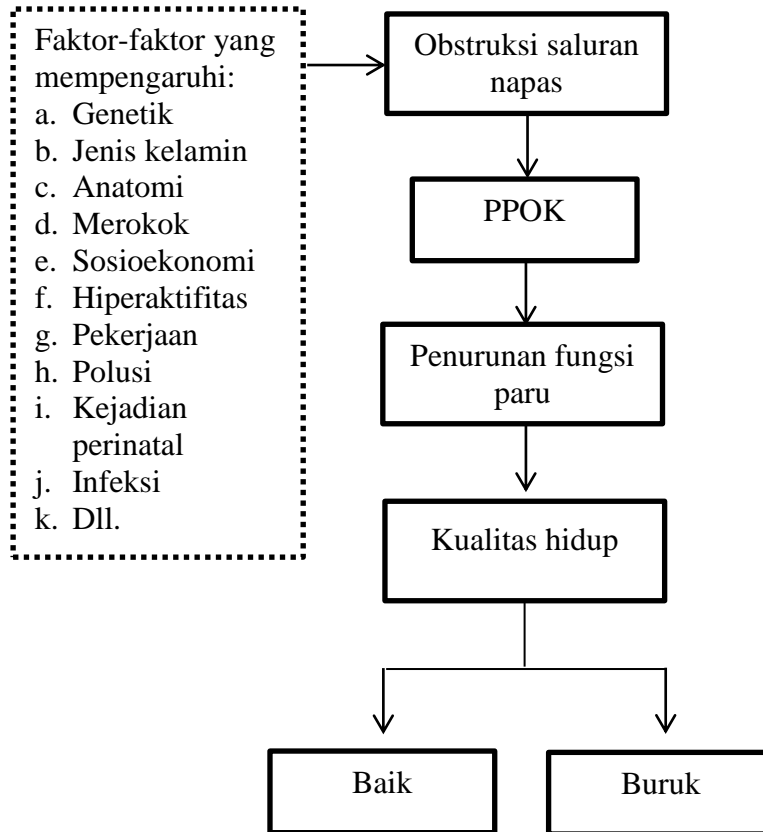 Faktor-faktor yang
mempengaruhi:
a. Genetik
b. Jenis kelamin
c. Anatomi
d. Merokok
e. Sosioekonomi
f. Hiperaktifitas
g. Pekerjaan
h. Polusi
i. Kejadian
perinatal
j. Infeksi
k. Dll.
Obstruksi saluran
napas
PPOK
Penurunan fungsi
paru
Kualitas hidup
Baik
Buruk